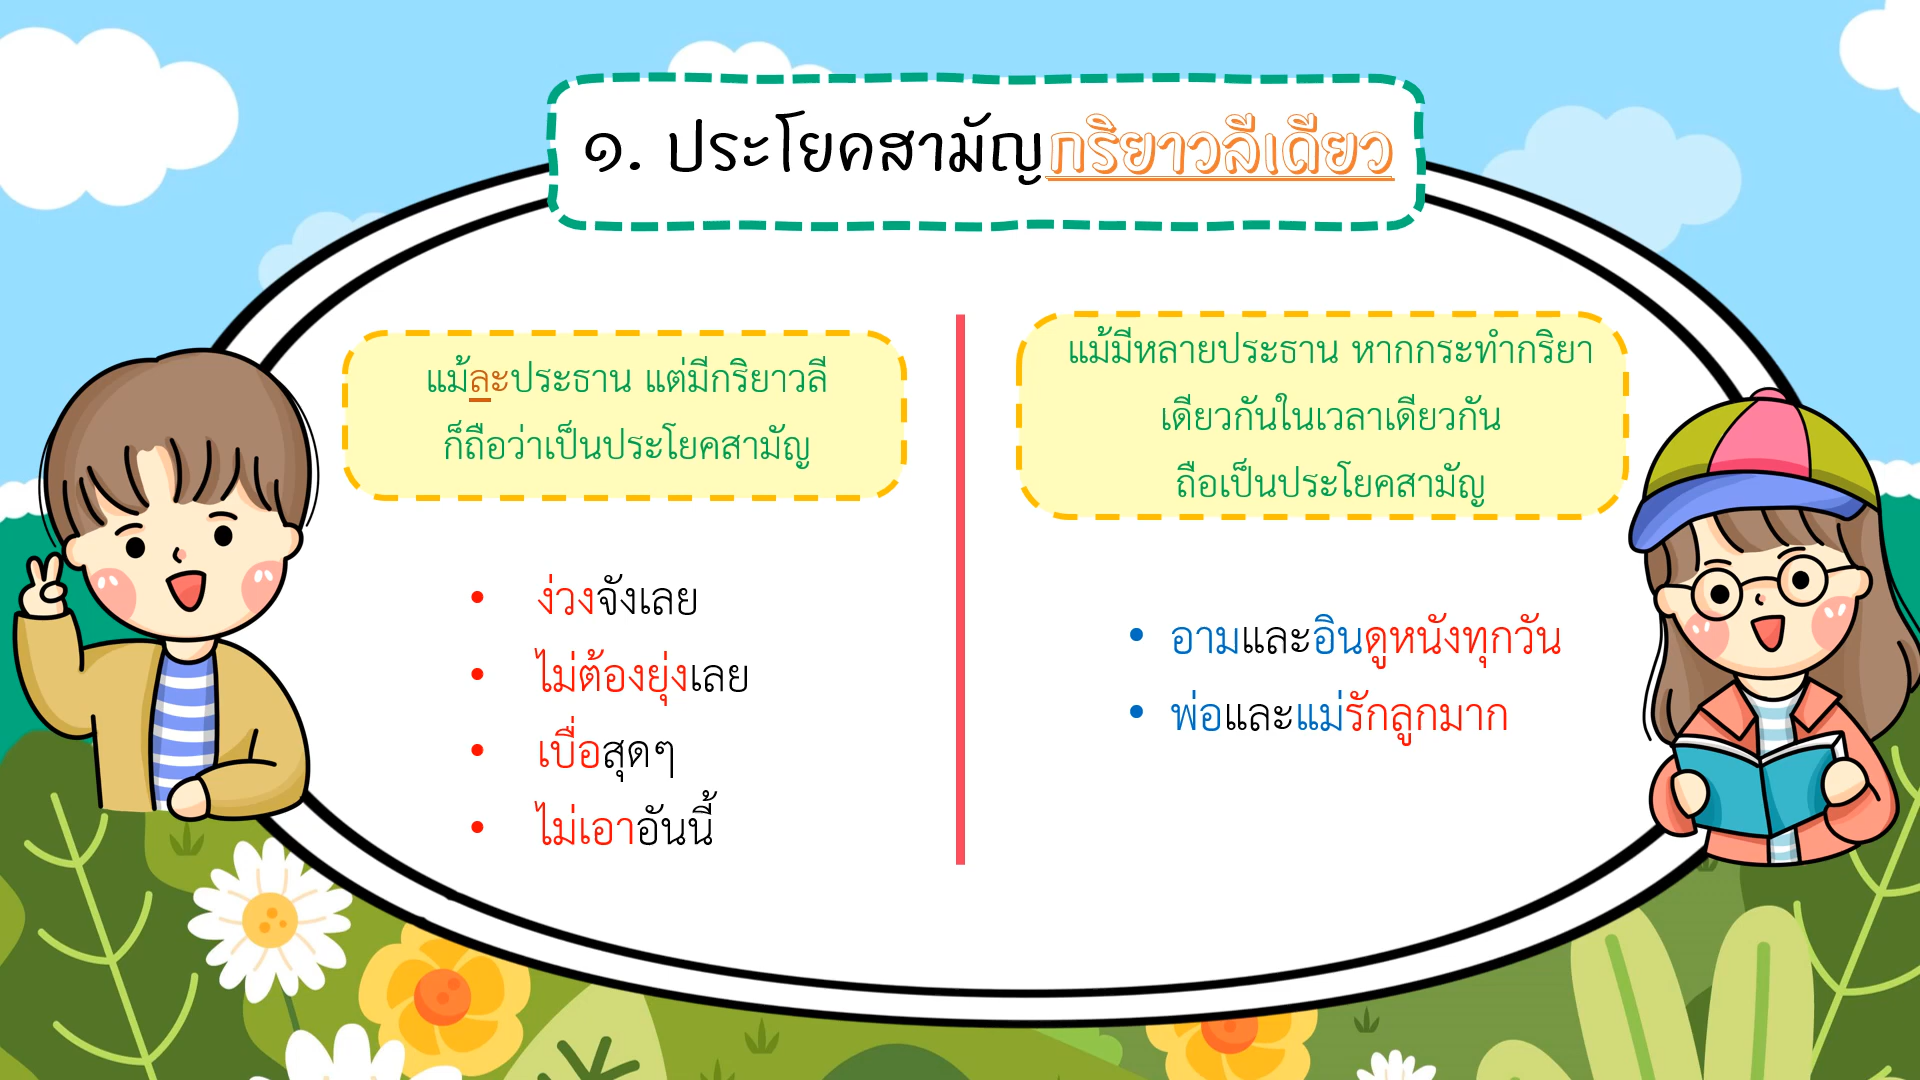 ๑. ประโยคสามัญกริยาวลีเดียว
แม้ละประธาน แต่มีกริยาวลี
ก็ถือว่าเป็นประโยคสามัญ
• ง่วงจังเลย
• ไม่ต้องยุ่งเลย
• เบื่อสุดๆ
• ไม่เอาอันนี้
แม้มีหลายประธาน หากกระทำกริยา
เดียวกันในเวลาเดียวกัน
ถือเป็นประโยคสามัญ
• อามและอินดูหนังทุกวัน
• พ่อและแม่รักลูกมาก